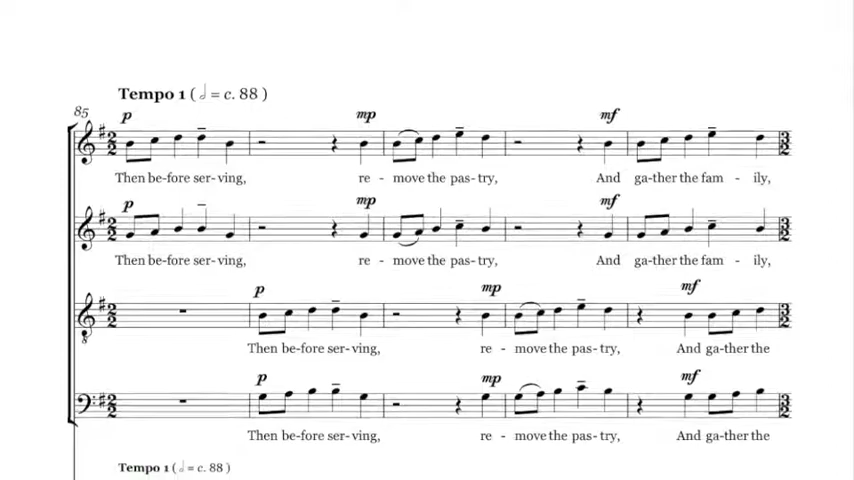 Tempo 1 ( 𝅗𝅥 = c. 88 )
85
p mp mf
Then be-fore ser-ving, re - move the pas-try, And ga-ther the fam - ily,
p mp mf
Then be-fore ser-ving, re - move the pas-try, And ga-ther the fam - ily,
p mp mf
Then be-fore ser-ving, re - move the pas-try, And ga-ther the
p mp mf
Then be-fore ser-ving, re - move the pas-try, And ga-ther the
Tempo 1 ( 𝅗𝅥 = c. 88 )